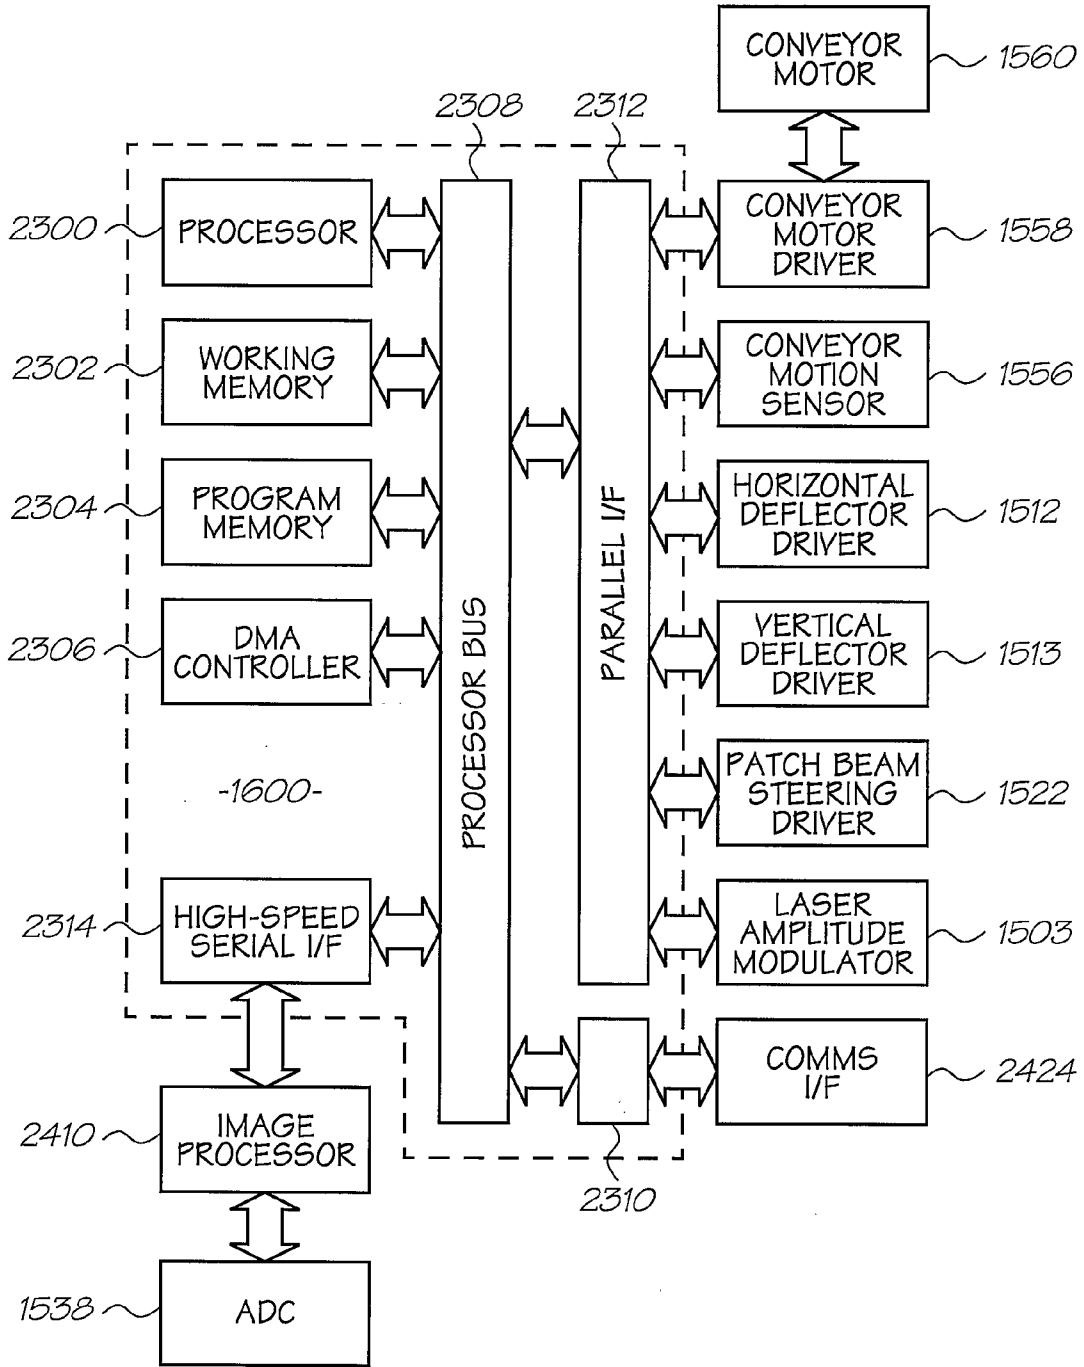 CONVEYOR
MOTOR
1560
2308
2312
2300
PROCESSOR
CONVEYOR
MOTOR
DRIVER
1558
2302
WORKING
MEMORY
CONVEYOR
MOTION
SENSOR
1556
2304
PROGRAM
MEMORY
HORIZONTAL
DEFLECTOR
DRIVER
1512
2306
DMA
CONTROLLER
PROCESSOR BUS
PARALLEL I/F
VERTICAL
DEFLECTOR
DRIVER
1513
-1600-
PATCH BEAM
STEERING
DRIVER
1522
2314
HIGH-SPEED
SERIAL I/F
LASER
AMPLITUDE
MODULATOR
1503
COMMS
I/F
2424
2410
IMAGE
PROCESSOR
2310
1538
ADC